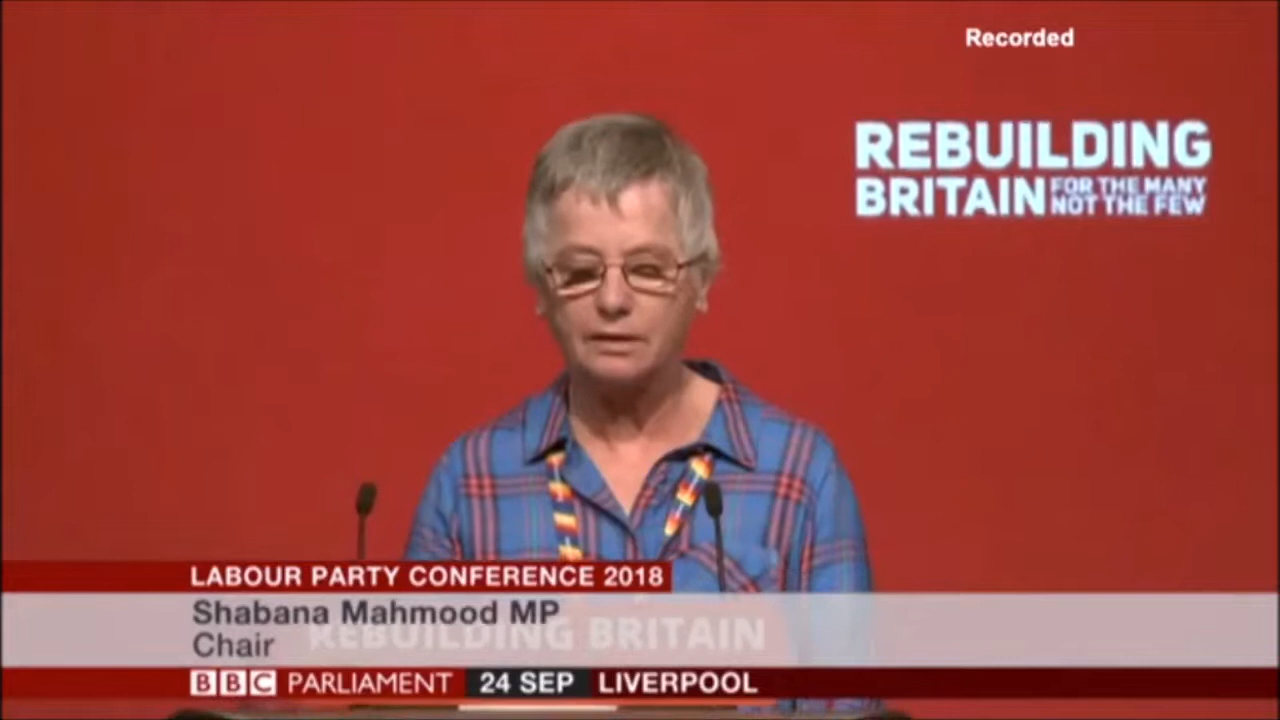 Recorded
REBUILDING
BRITAIN FOR THE MANY
NOT THE FEW
LABOUR PARTY CONFERENCE 2018
Shabana Mahmood MP
Chair
REBUILDING BRITAIN
BBC PARLIAMENT 24 SEP LIVERPOOL